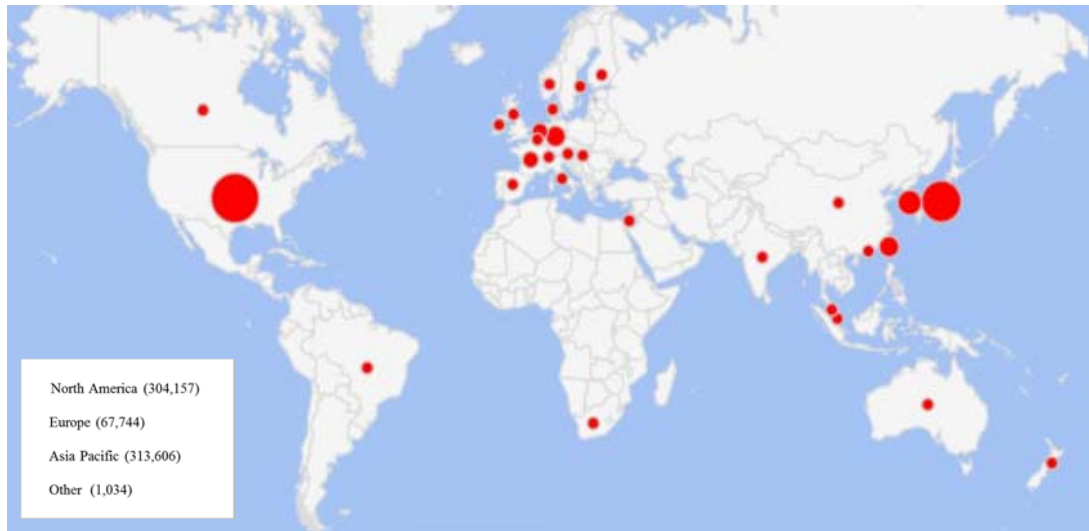 North America (304,157)
Europe (67,744)
Asia Pacific (313,606)
Other (1,034)